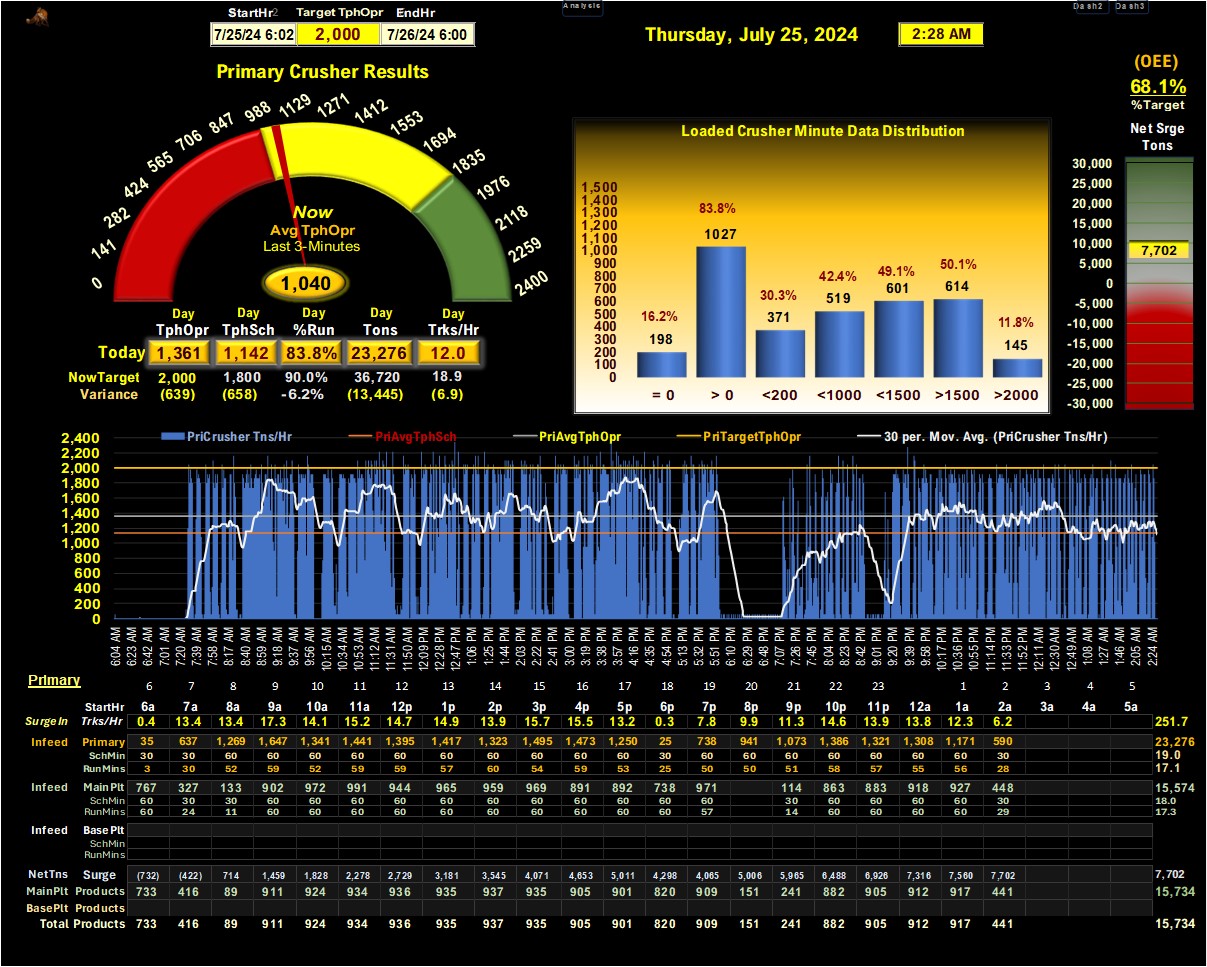 Analysis Dash2 Dash3
StartHr2 Target TphOpr EndHr
7/25/24 6:02 2,000 7/26/24 6:00
Thursday, July 25, 2024 2:28 AM
(OEE)
68.1%
%Target
Net Srge
Tons
30,000
25,000
20,000
15,000
10,000
7,702
5,000
0
-5,000
-10,000
-15,000
-20,000
-25,000
-30,000
Primary Crusher Results
0 141 282 424 565 706 847 988 1129 1271 1412 1553 1694 1835 1976 2118 2259 2400
Now
Avg TphOpr
Last 3-Minutes
1,040
Day Day Day Day Day
TphOpr TphSch %Run Tons Trks/Hr
Today 1,361 1,142 83.8% 23,276 12.0
NowTarget 2,000 1,800 90.0% 36,720 18.9
Variance (639) (658) -6.2% (13,445) (6.9)
Loaded Crusher Minute Data Distribution
1,500
1,400
1,300
1,200
1,100
1,000
900
800
700
600
500
400
300
200
100
0
16.2% 83.8% 30.3% 42.4% 49.1% 50.1% 11.8%
198 1027 371 519 601 614 145
= 0 > 0 <200 <1000 <1500 >1500 >2000
PriCrusher Tns/Hr PriAvgTphSch PriAvgTphOpr PriTargetTphOpr 30 per. Mov. Avg. (PriCrusher Tns/Hr)
2,400
2,200
2,000
1,800
1,600
1,400
1,200
1,000
800
600
400
200
0
6:04 AM 6:23 AM 6:42 AM 7:01 AM 7:20 AM 7:39 AM 7:58 AM 8:17 AM 8:40 AM 8:59 AM 9:18 AM 9:37 AM 9:56 AM 10:15 AM 10:34 AM 10:53 AM 11:12 AM 11:31 AM 11:50 AM 12:09 PM 12:28 PM 12:47 PM 1:06 PM 1:25 PM 1:44 PM 2:03 PM 2:22 PM 2:41 PM 3:00 PM 3:19 PM 3:38 PM 3:57 PM 4:16 PM 4:35 PM 4:54 PM 5:13 PM 5:32 PM 5:51 PM 6:10 PM 6:29 PM 6:48 PM 7:07 PM 7:26 PM 7:45 PM 8:04 PM 8:23 PM 8:42 PM 9:01 PM 9:20 PM 9:39 PM 9:58 PM 10:17 PM 10:36 PM 10:55 PM 11:14 PM 11:33 PM 11:52 PM 12:11 AM 12:30 AM 12:49 AM 1:08 AM 1:27 AM 1:46 AM 2:05 AM 2:24 AM
Primary 6 7 8 9 10 11 12 13 14 15 16 17 18 19 20 21 22 23 1 2 3 4 5
StartHr 6a 7a 8a 9a 10a 11a 12p 1p 2p 3p 4p 5p 6p 7p 8p 9p 10p 11p 12a 1a 2a 3a 4a 5a
SurgeIn Trks/Hr 0.4 13.4 13.4 17.3 14.1 15.2 14.7 14.9 13.9 15.7 15.5 13.2 0.3 7.8 9.9 11.3 14.6 13.9 13.8 12.3 6.2 251.7
Infeed Primary 35 637 1,269 1,647 1,341 1,441 1,395 1,417 1,323 1,495 1,473 1,250 25 738 941 1,073 1,386 1,321 1,308 1,171 590 23,276
SchMin 30 30 60 60 60 60 60 60 60 60 60 60 30 60 60 60 60 60 60 60 30 19.0
RunMins 3 30 52 59 52 59 59 57 60 54 59 53 25 50 50 51 58 57 55 56 28 17.1
Infeed MainPlt 767 327 133 902 972 991 944 965 959 969 891 892 738 971 114 863 883 918 927 448 15,574
SchMin 60 30 30 60 60 60 60 60 60 60 60 60 60 60 30 60 60 60 60 30 18.0
RunMins 60 24 11 60 60 60 60 60 60 60 60 60 60 57 14 60 60 60 60 29 17.3
Infeed Base Plt
SchMin
RunMins
NetTns Surge (732) (422) 714 1,459 1,828 2,278 2,729 3,181 3,545 4,071 4,653 5,011 4,298 4,065 5,006 5,965 6,488 6,926 7,316 7,560 7,702 7,702
MainPlt Products 733 416 89 911 924 934 936 935 937 935 905 901 820 909 151 241 882 905 912 917 441 15,734
BasePlt Products
Total Products 733 416 89 911 924 934 936 935 937 935 905 901 820 909 151 241 882 905 912 917 441 15,734